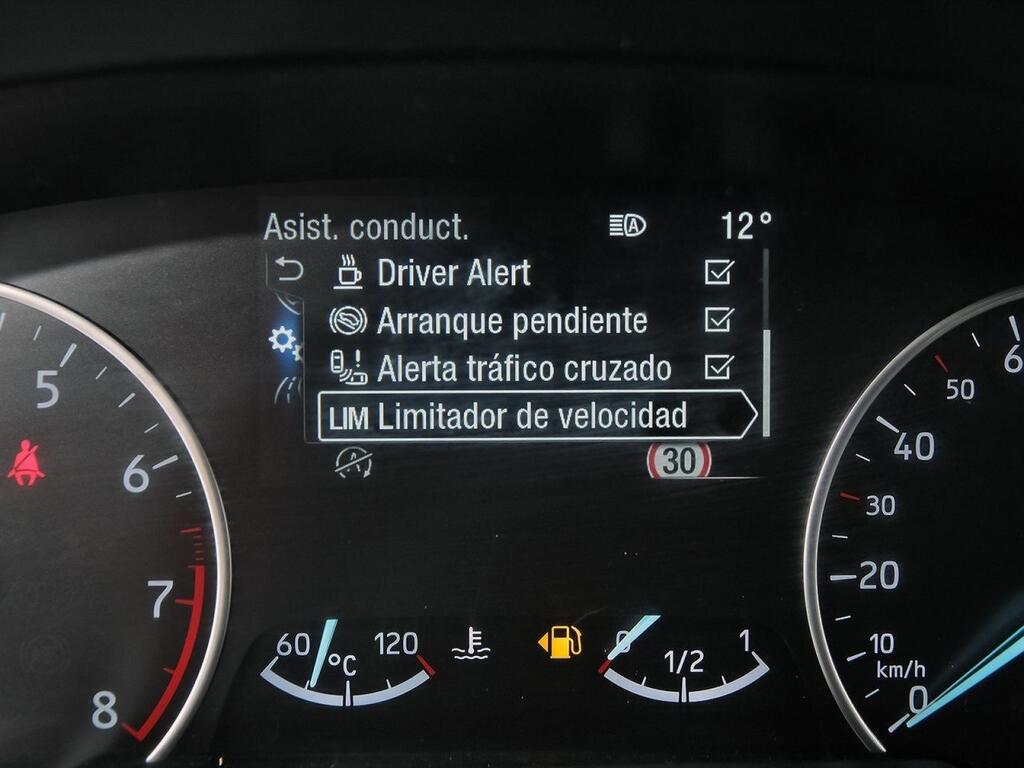 Asist. conduct. A 12°
Driver Alert
Arranque pendiente
Alerta tráfico cruzado
LIM Limitador de velocidad
30
5
6
7
8
60 °C 120
0 1/2 1
6
50
40
30
20
10
km/h
0